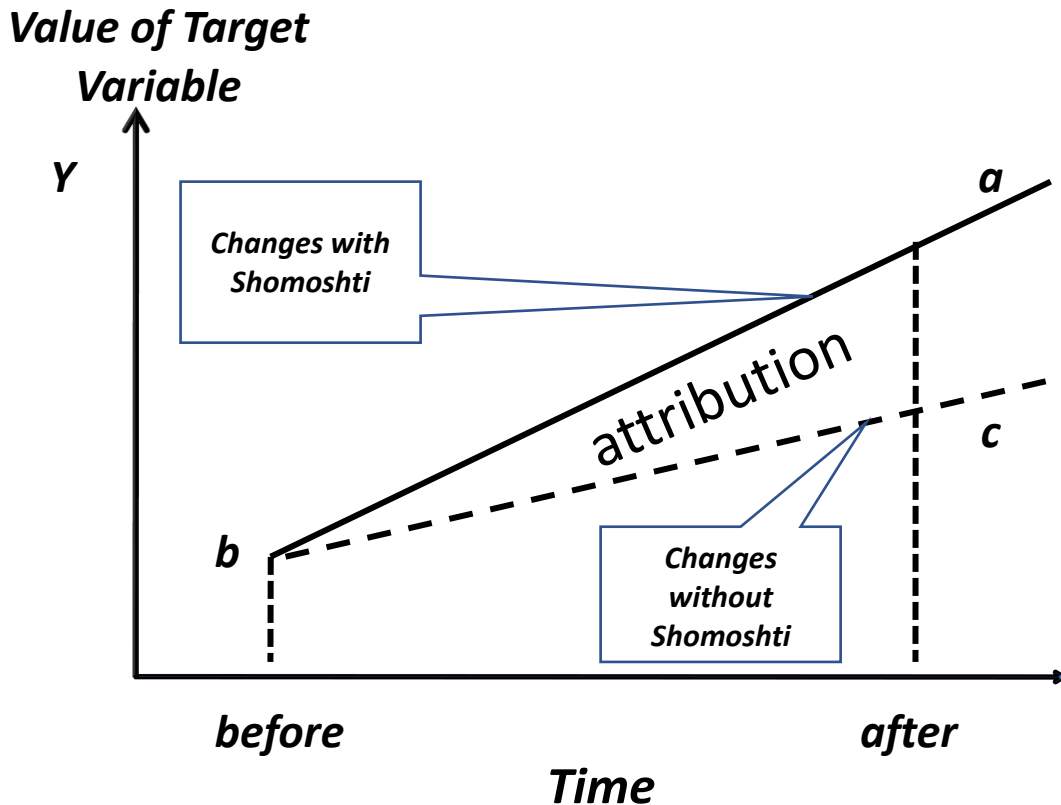 Value of Target
Variable
Y
a
Changes with
Shomoshti
attribution
c
b
Changes
without
Shomoshti
before
after
Time